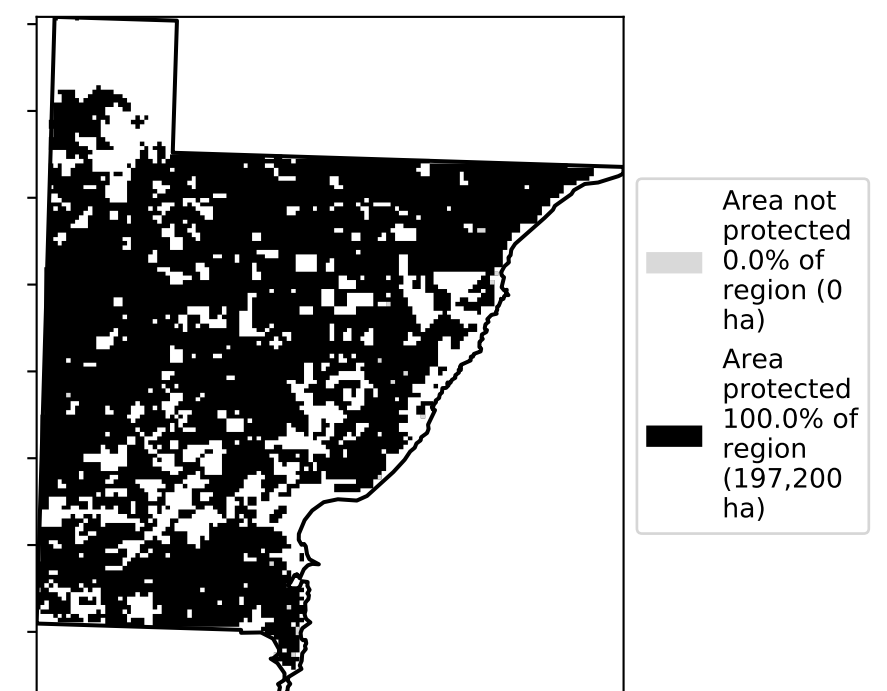 Area not
protected
0.0% of
region (0
ha)
Area
protected
100.0% of
region
(197,200
ha)